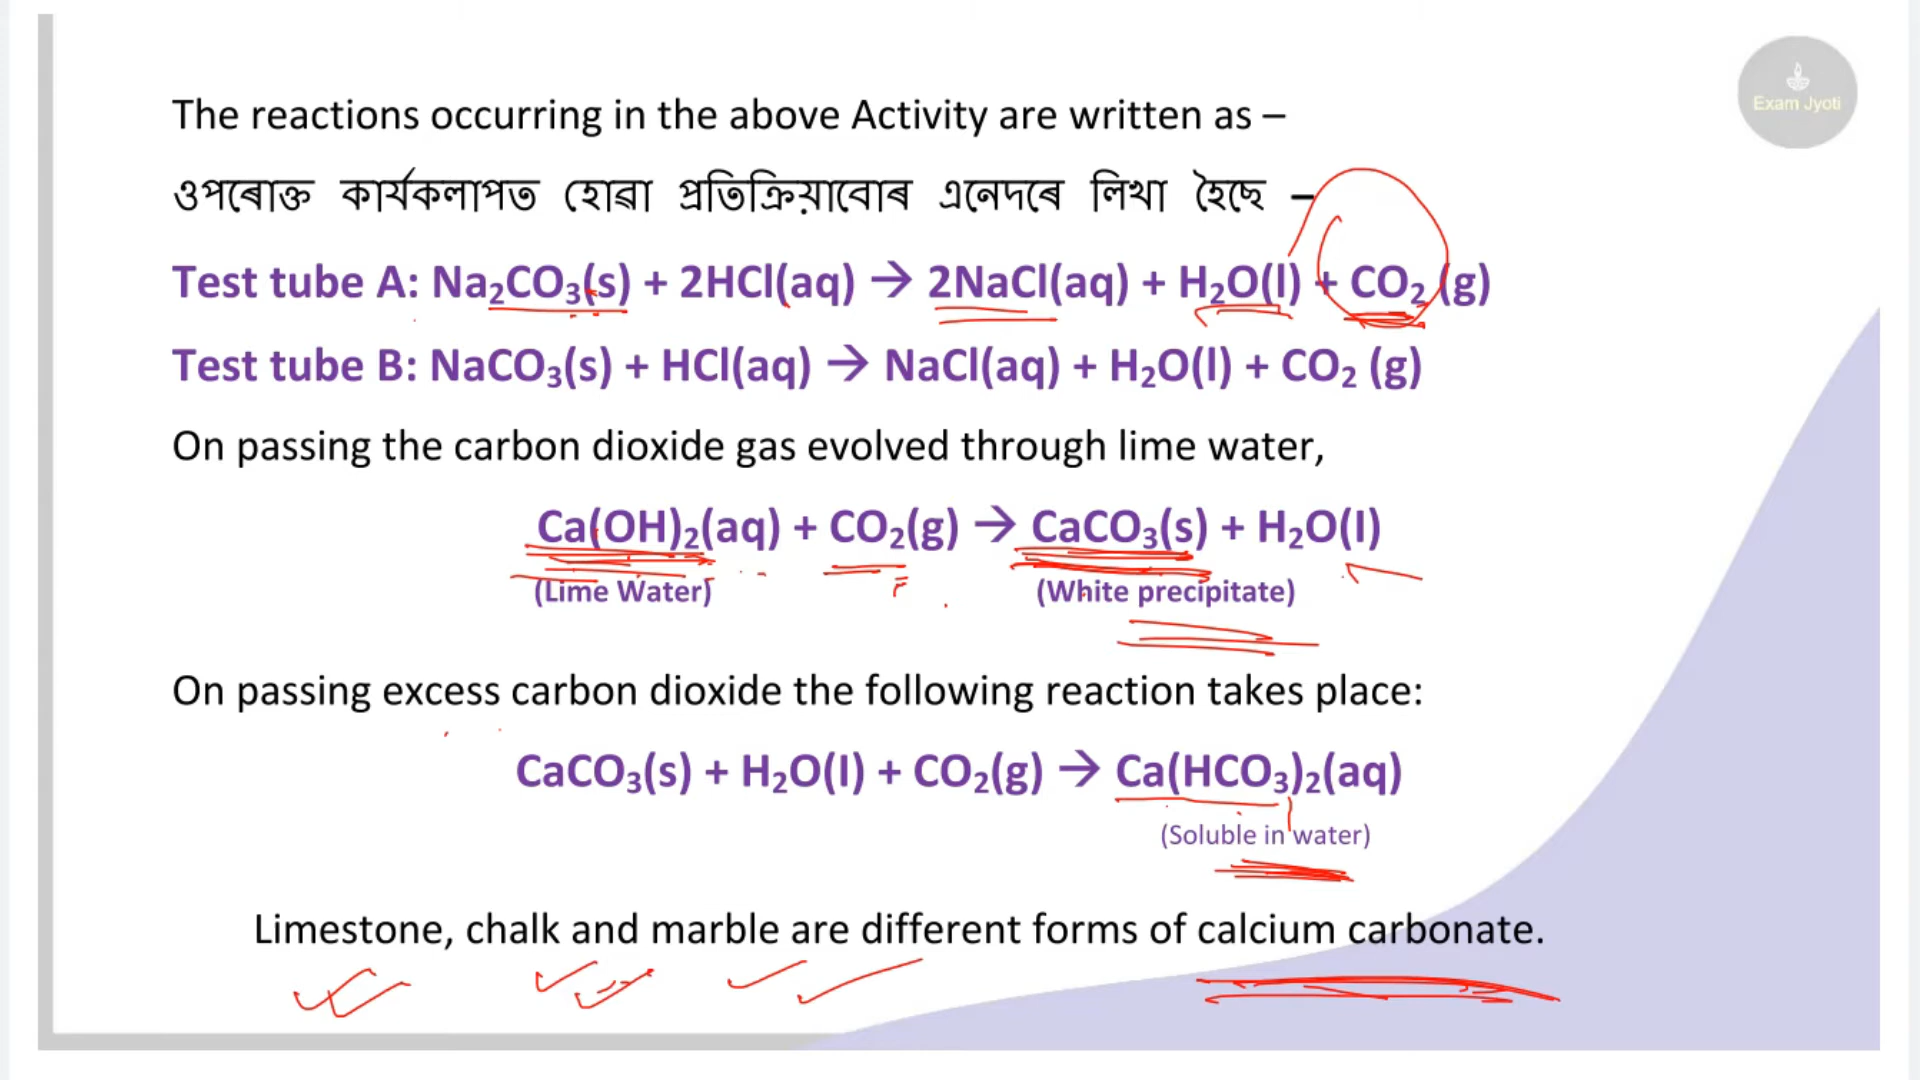 Exam Jyoti
The reactions occurring in the above Activity are written as –
ওপৰোক্ত কাৰ্যকলাপত হোৱা প্ৰতিক্ৰিয়াবোৰ এনেদৰে লিখা হৈছে –
Test tube A: Na₂CO₃(s) + 2HCl(aq) → 2NaCl(aq) + H₂O(l) + CO₂ (g)
Test tube B: NaCO₃(s) + HCl(aq) → NaCl(aq) + H₂O(l) + CO₂ (g)
On passing the carbon dioxide gas evolved through lime water,
Ca(OH)₂(aq) + CO₂(g) → CaCO₃(s) + H₂O(l)
(Lime Water) (White precipitate)
On passing excess carbon dioxide the following reaction takes place:
CaCO₃(s) + H₂O(l) + CO₂(g) → Ca(HCO₃)₂(aq)
(Soluble in water)
Limestone, chalk and marble are different forms of calcium carbonate.